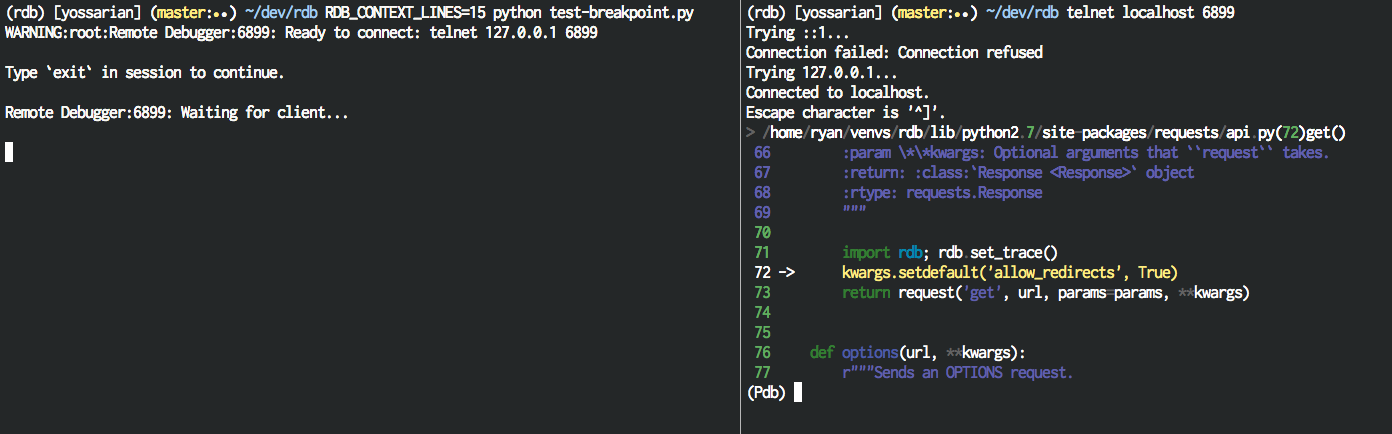 (rdb) [yossarian] (master:••) ~/dev/rdb RDB_CONTEXT_LINES=15 python test-breakpoint.py
WARNING:root:Remote Debugger:6899: Ready to connect: telnet 127.0.0.1 6899
Type `exit` in session to continue.
Remote Debugger:6899: Waiting for client...
(rdb) [yossarian] (master:••) ~/dev/rdb telnet localhost 6899
Trying ::1...
Connection failed: Connection refused
Trying 127.0.0.1...
Connected to localhost.
Escape character is '^]'.
> /home/ryan/venvs/rdb/lib/python2.7/site-packages/requests/api.py(72)get()
66 :param \*\*kwargs: Optional arguments that ``request`` takes.
67 :return: :class:`Response <Response>` object
68 :rtype: requests.Response
69 """
70
71 import rdb; rdb.set_trace()
72 -> kwargs.setdefault('allow_redirects', True)
73 return request('get', url, params=params, **kwargs)
74
75
76 def options(url, **kwargs):
77 r"""Sends an OPTIONS request.
(Pdb)